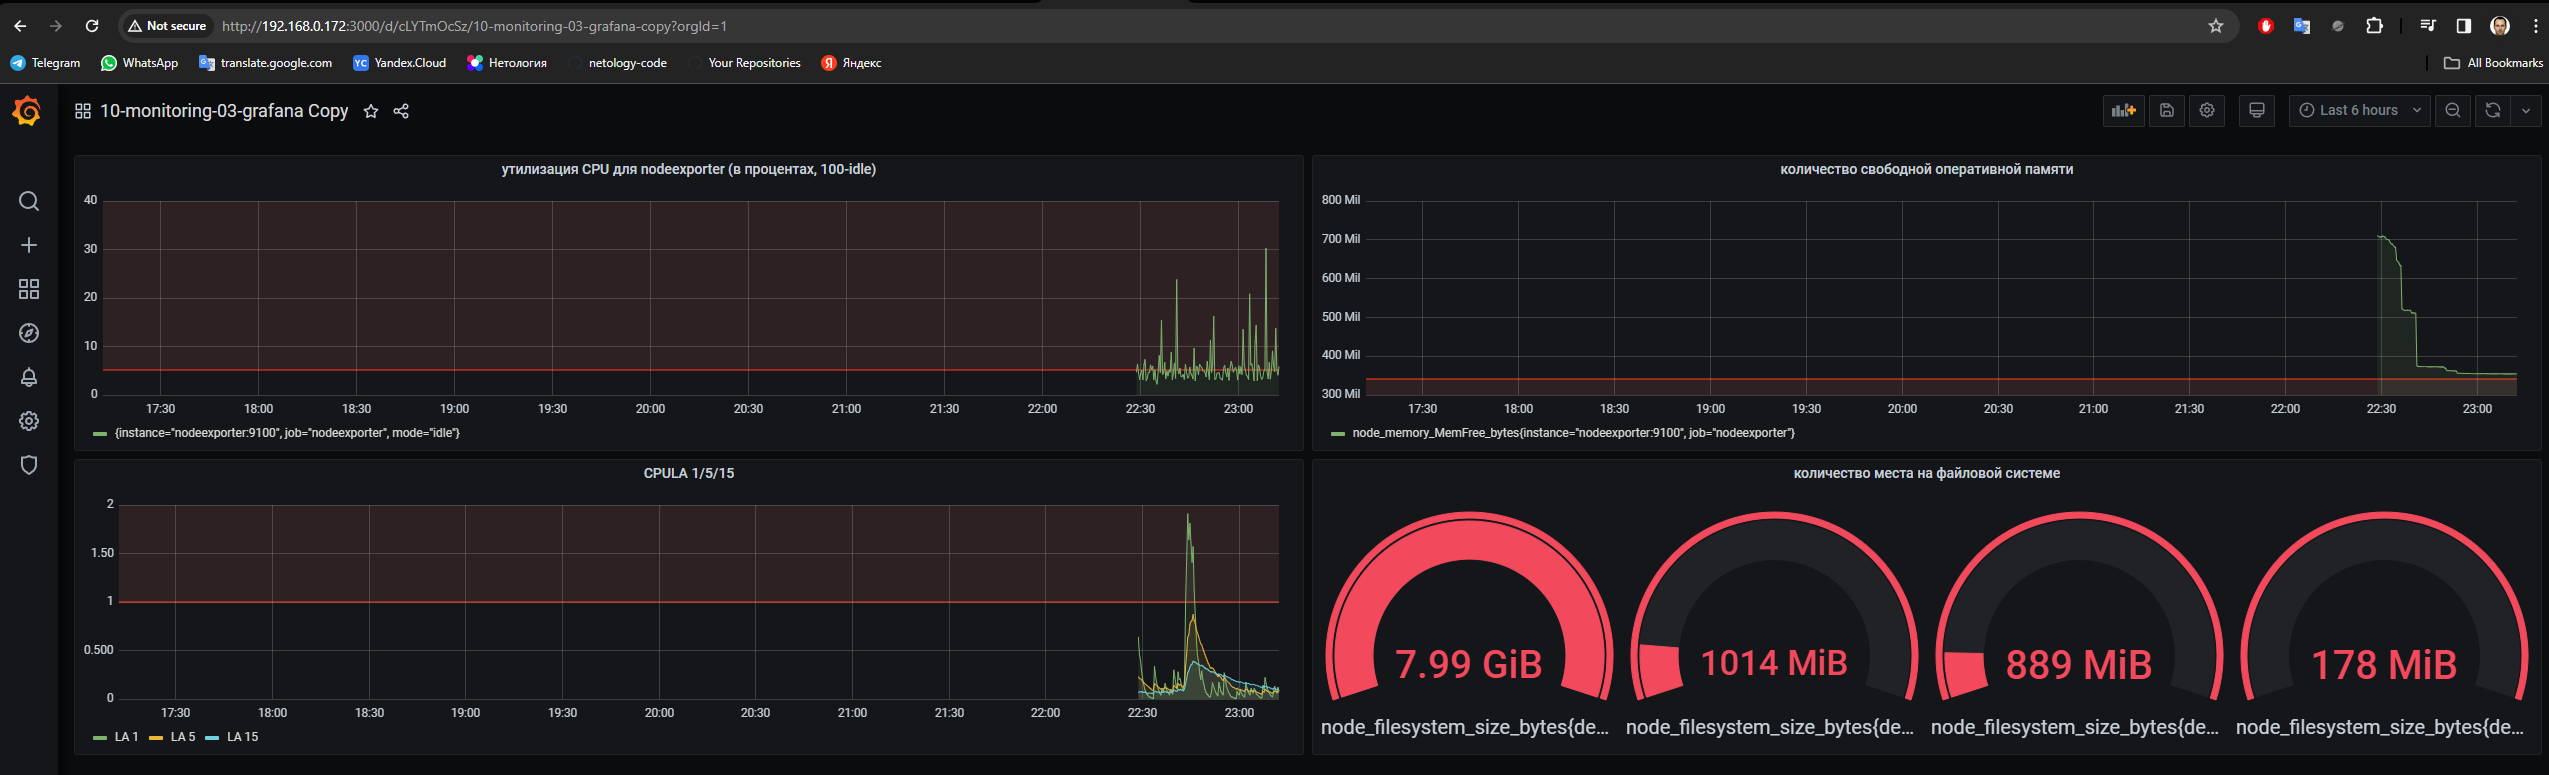 Not secure http://192.168.0.172:3000/d/cLYTmOcSz/10-monitoring-03-grafana-copy?orgId=1
Telegram WhatsApp translate.google.com YC Yandex.Cloud Нетология netology-code Your Repositories Я Яндекс All Bookmarks
10-monitoring-03-grafana Copy Last 6 hours
утилизация CPU для nodeexporter (в процентах, 100-idle)
40
30
20
10
0
17:30 18:00 18:30 19:00 19:30 20:00 20:30 21:00 21:30 22:00 22:30 23:00
{instance="nodeexporter:9100", job="nodeexporter", mode="idle"}
количество свободной оперативной памяти
800 Mil
700 Mil
600 Mil
500 Mil
400 Mil
300 Mil
17:30 18:00 18:30 19:00 19:30 20:00 20:30 21:00 21:30 22:00 22:30 23:00
node_memory_MemFree_bytes{instance="nodeexporter:9100", job="nodeexporter"}
CPULA 1/5/15
2
1.50
1
0.500
0
17:30 18:00 18:30 19:00 19:30 20:00 20:30 21:00 21:30 22:00 22:30 23:00
LA 1 LA 5 LA 15
количество места на файловой системе
7.99 GiB 1014 MiB 889 MiB 178 MiB
node_filesystem_size_bytes{de... node_filesystem_size_bytes{de... node_filesystem_size_bytes{de... node_filesystem_size_bytes{de...